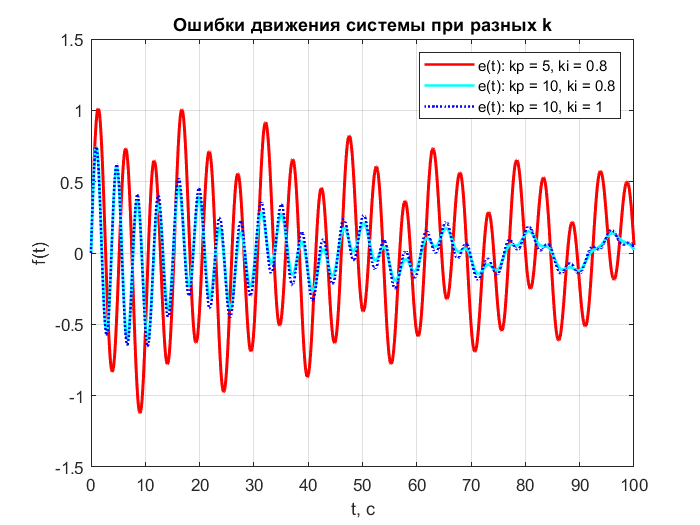 Ошибки движения системы при разных k
e(t): kp = 5, ki = 0.8
e(t): kp = 10, ki = 0.8
e(t): kp = 10, ki = 1
f(t)
1.5
1
0.5
0
-0.5
-1
-1.5
0 10 20 30 40 50 60 70 80 90 100
t, c